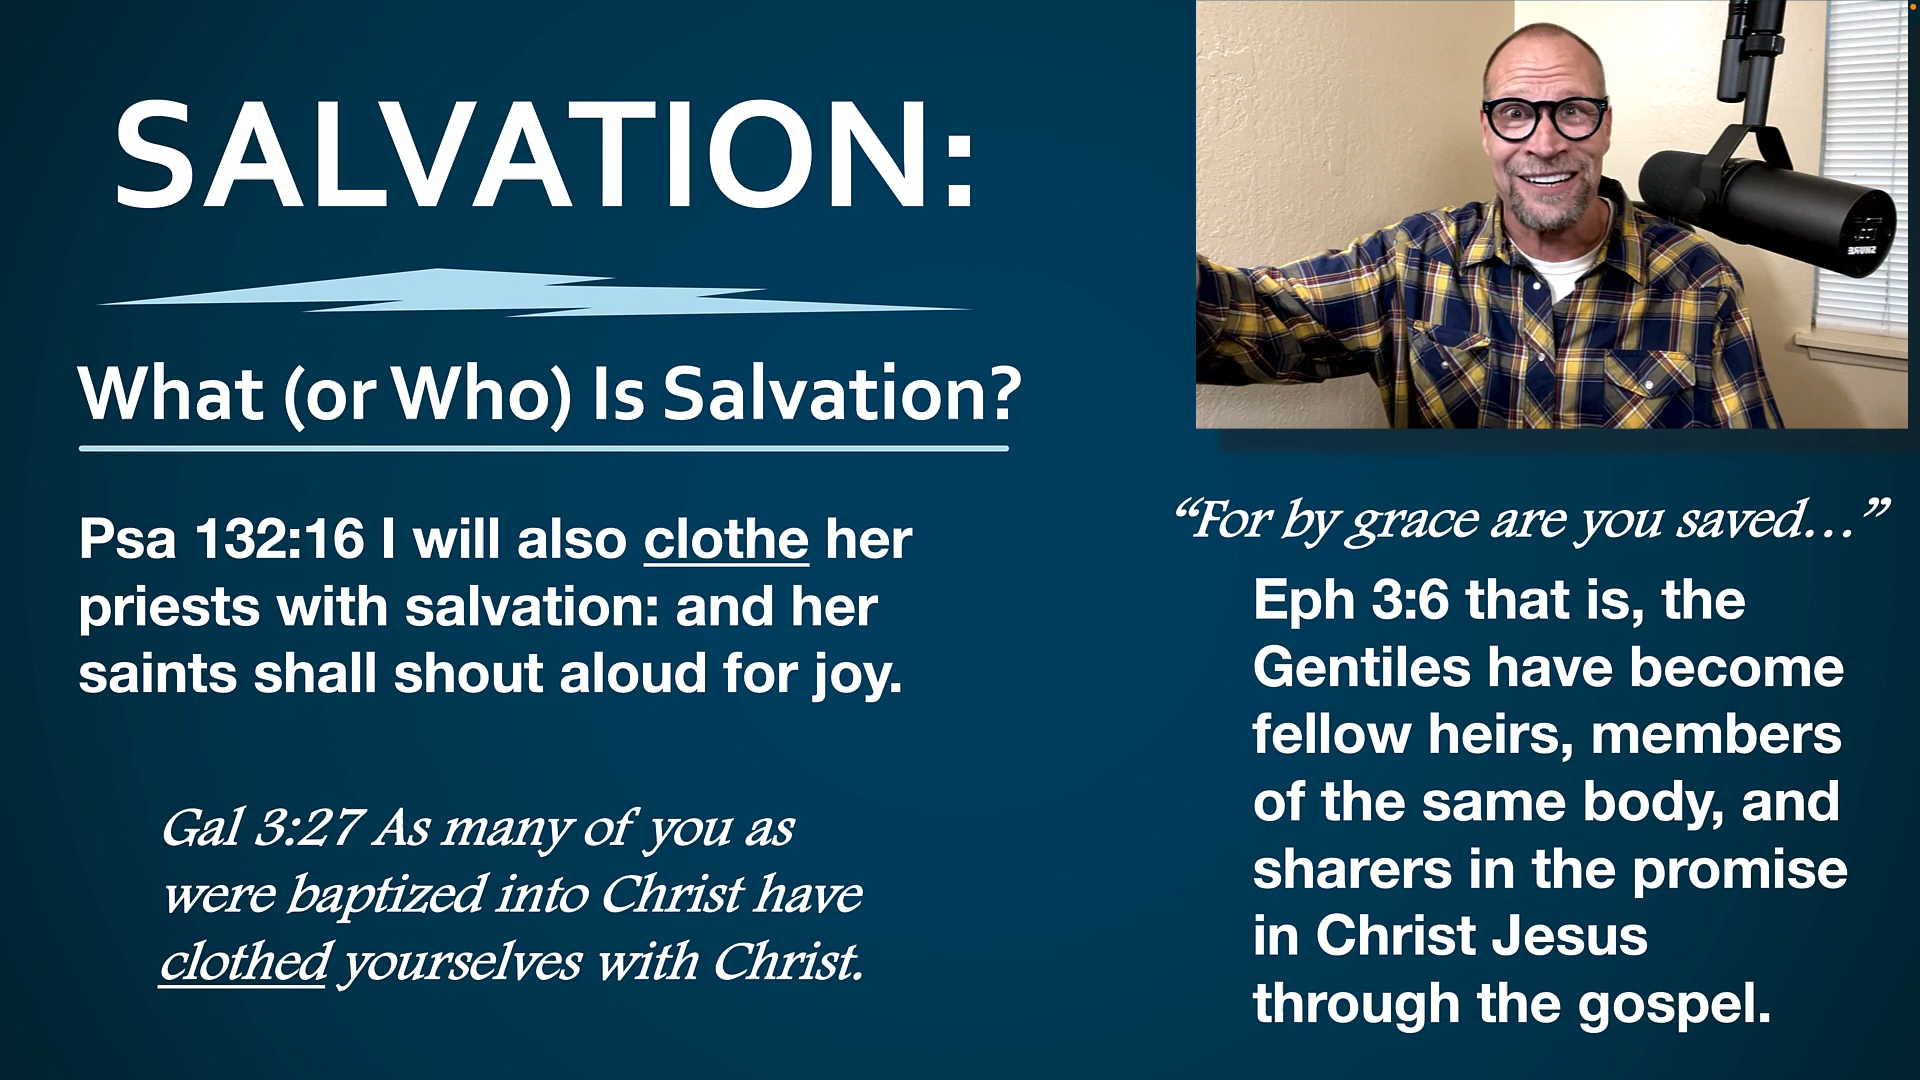 SALVATION:
What (or Who) Is Salvation?
Psa 132:16 I will also clothe her
priests with salvation: and her
saints shall shout aloud for joy.
Gal 3:27 As many of you as
were baptized into Christ have
clothed yourselves with Christ.
SHURE
“For by grace are you saved…”
Eph 3:6 that is, the
Gentiles have become
fellow heirs, members
of the same body, and
sharers in the promise
in Christ Jesus
through the gospel.